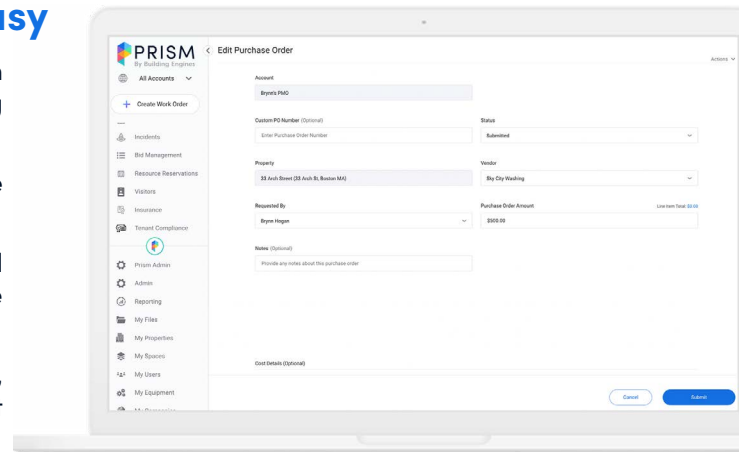 asy
PRISM
By Building Engines
All Accounts
+ Create Work Order
Incidents
Bid Management
Resource Reservations
Visitors
Insurance
Tenant Compliance
Prism Admin
Admin
Reporting
My Files
My Properties
My Spaces
My Users
My Equipment
Edit Purchase Order
Actions
Account
Brynn's PMG
Custom PO Number (Optional)
Status
Enter Purchase Order Number
Submitted
Property
Vendor
33 Arch Street (33 Arch St, Boston MA)
Sky City Washing
Requested By
Purchase Order Amount
Line Item Total: $0.00
Brynn Hogan
$500.00
Notes (Optional)
Provide any notes about this purchase order
Cost Details (Optional)
Cancel
Submit